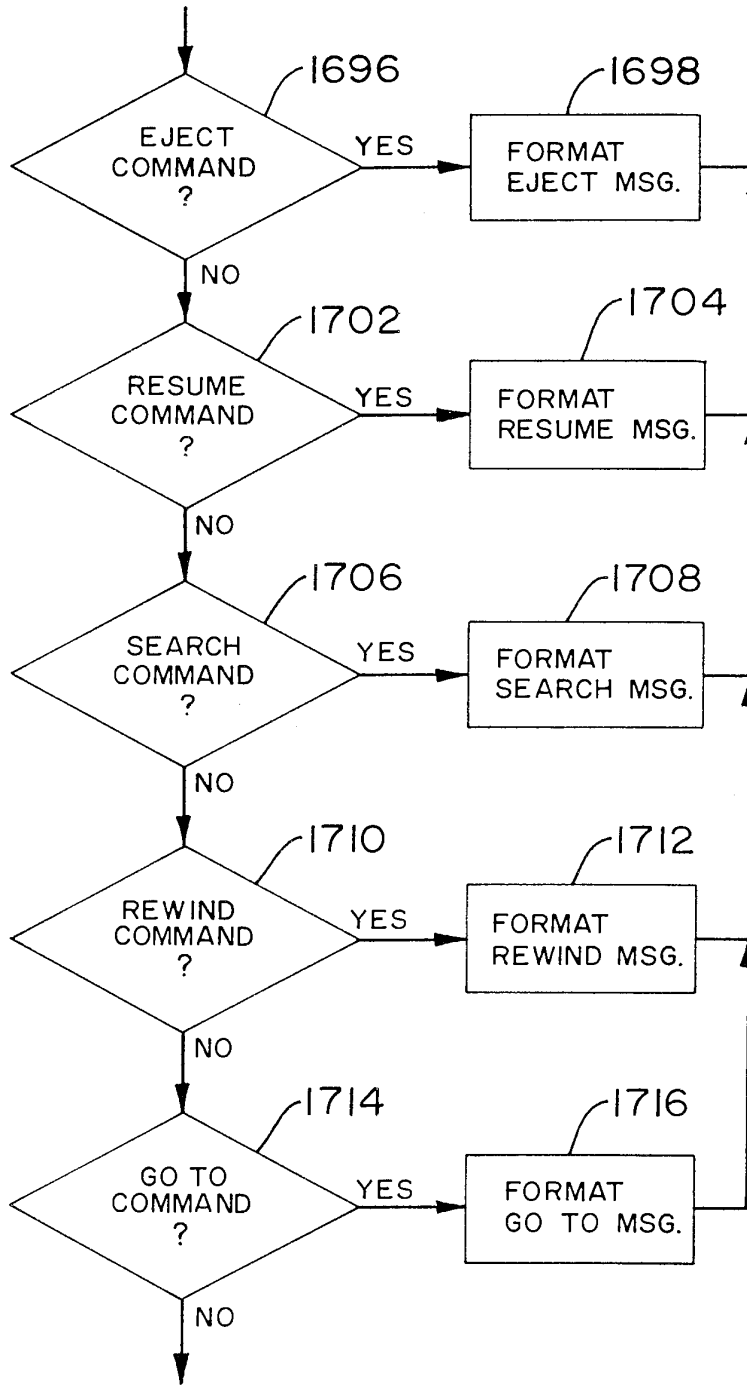 1696
EJECT
COMMAND
?
YES
1698
FORMAT
EJECT MSG.
NO
1702
RESUME
COMMAND
?
YES
1704
FORMAT
RESUME MSG.
NO
1706
SEARCH
COMMAND
?
YES
1708
FORMAT
SEARCH MSG.
NO
1710
REWIND
COMMAND
?
YES
1712
FORMAT
REWIND MSG.
NO
1714
GO TO
COMMAND
?
YES
1716
FORMAT
GO TO MSG.
NO